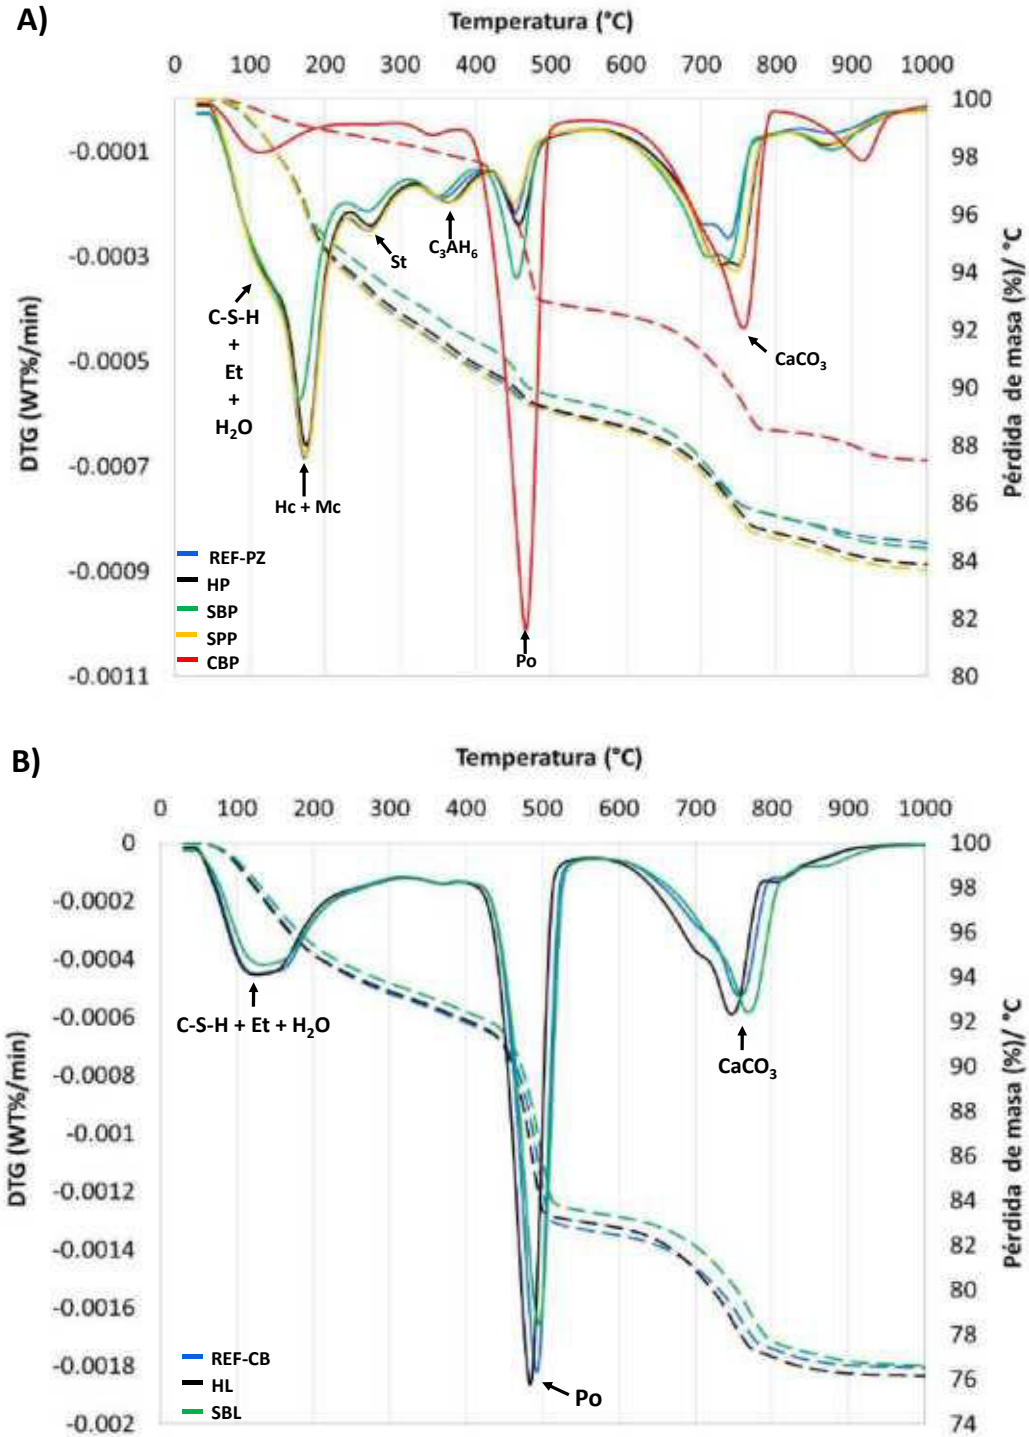 A)
Temperatura (°C)
0 100 200 300 400 500 600 700 800 900 1000
-0.0001
-0.0003
-0.0005
-0.0007
-0.0009
-0.0011
DTG (WT%/min)
100
98
96
94
92
90
88
86
84
82
80
Pérdida de masa (%)/ °C
C-S-H
+
Et
+
H₂O
Hc + Mc
St
C₃AH₆
CaCO₃
Po
REF-PZ
HP
SBP
SPP
CBP
B)
Temperatura (°C)
0 100 200 300 400 500 600 700 800 900 1000
0
-0.0002
-0.0004
-0.0006
-0.0008
-0.001
-0.0012
-0.0014
-0.0016
-0.0018
-0.002
DTG (WT%/min)
100
98
96
94
92
90
88
86
84
82
80
78
76
74
Pérdida de masa (%)/ °C
C-S-H + Et + H₂O
CaCO₃
Po
REF-CB
HL
SBL